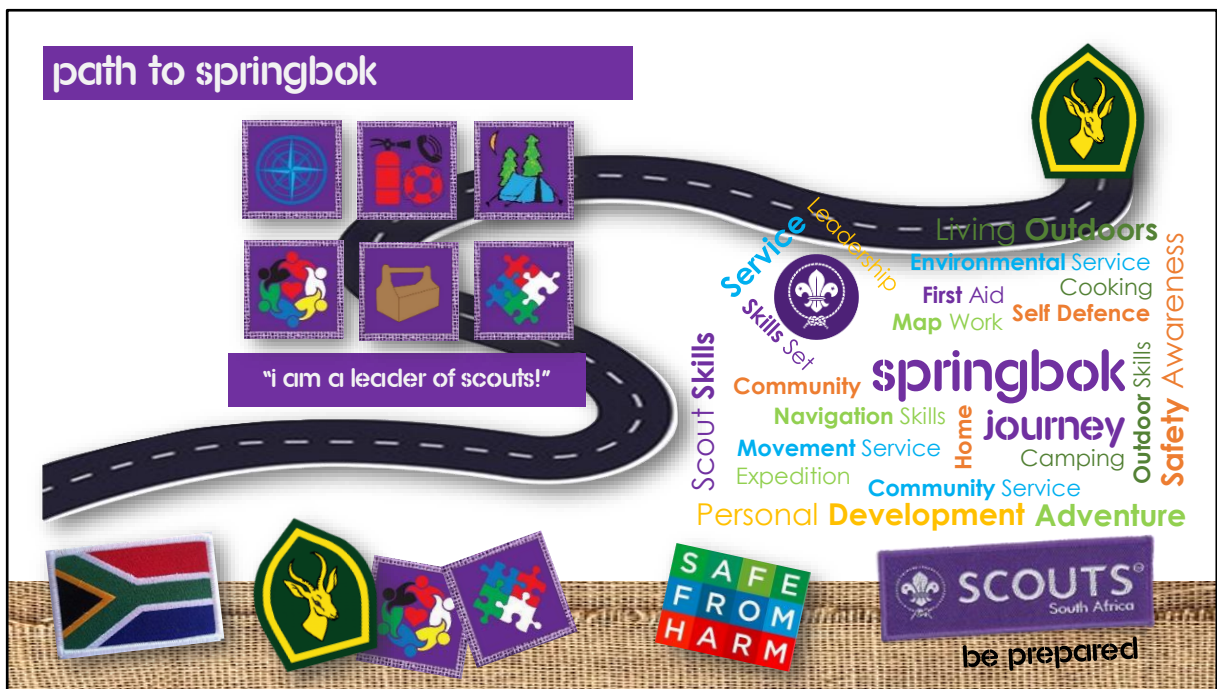 path to springbok
"i am a leader of scouts!"
Service
Leadership
Skills Set
Living Outdoors
Environmental Service
First Aid
Cooking
Map Work
Self Defence
Scout Skills
Community
springbok
Navigation Skills
Home
journey
Movement Service
Camping
Expedition
Community Service
Outdoor Skills
Safety Awareness
Personal Development Adventure
SAFE
FROM
HARM
SCOUTS
South Africa
be prepared